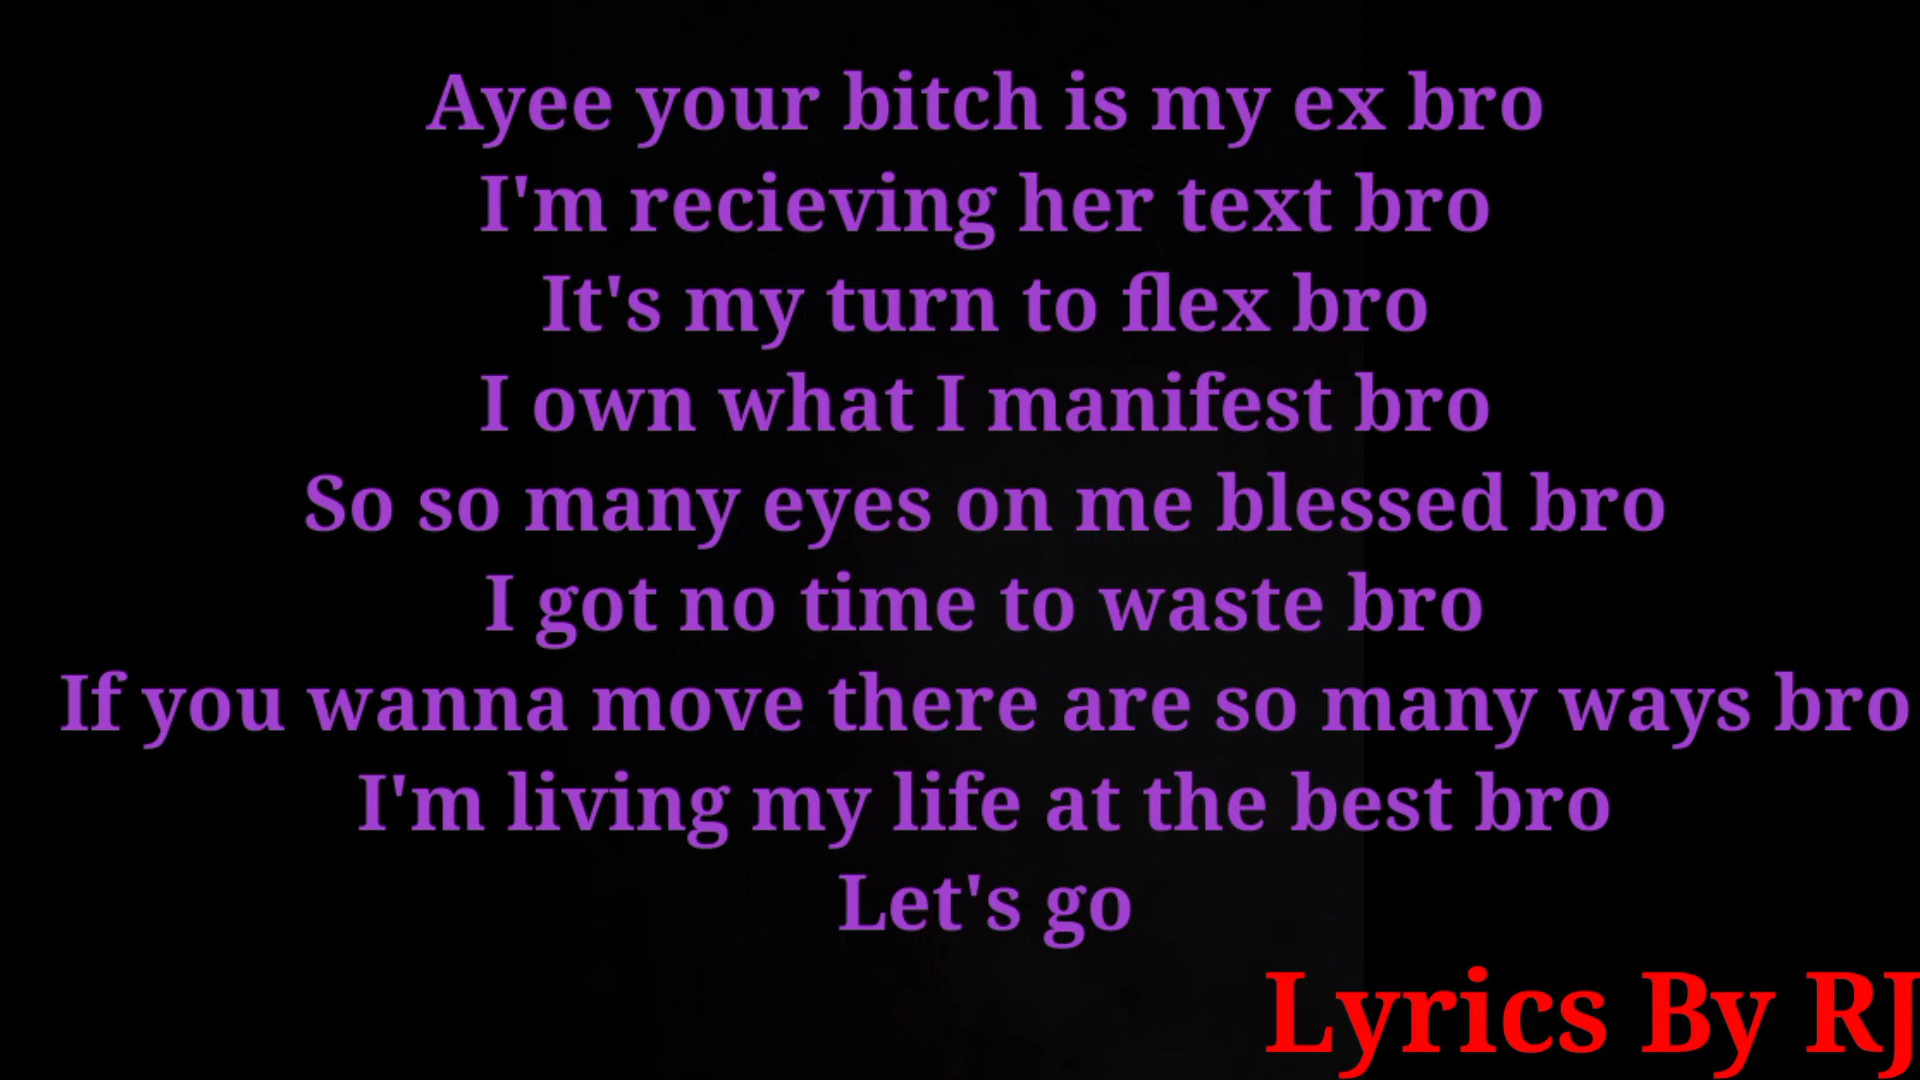 Ayee your bitch is my ex bro
I'm recieving her text bro
It's my turn to flex bro
I own what I manifest bro
So so many eyes on me blessed bro
I got no time to waste bro
If you wanna move there are so many ways bro
I'm living my life at the best bro
Let's go
Lyrics By RJ